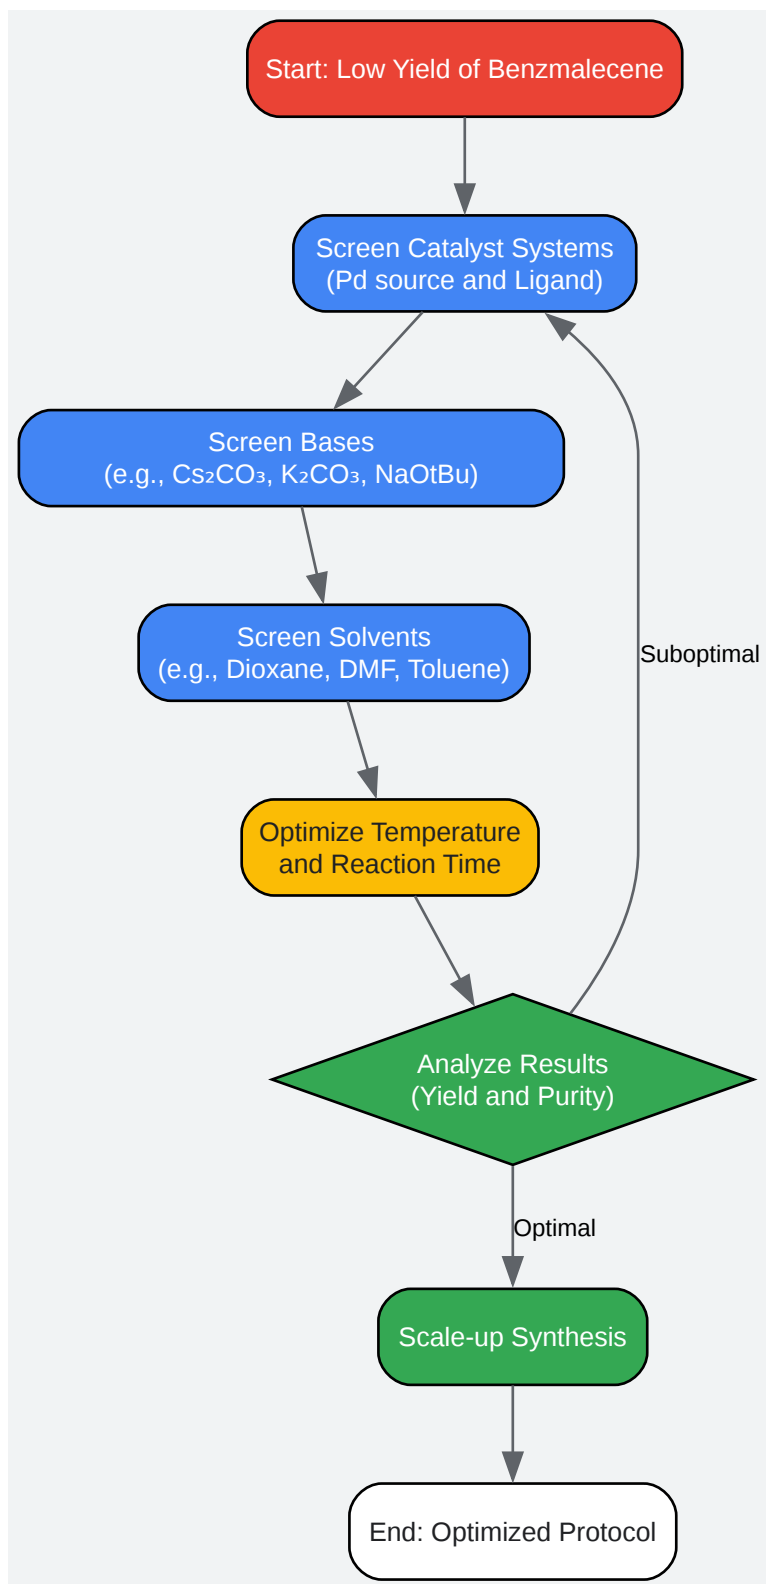 Start: Low Yield of Benzmalecene
Screen Catalyst Systems
(Pd source and Ligand)
Screen Bases
(e.g., Cs₂CO₃, K₂CO₃, NaOtBu)
Screen Solvents
(e.g., Dioxane, DMF, Toluene)
Suboptimal
Optimize Temperature
and Reaction Time
Analyze Results
(Yield and Purity)
Optimal
Scale-up Synthesis
End: Optimized Protocol